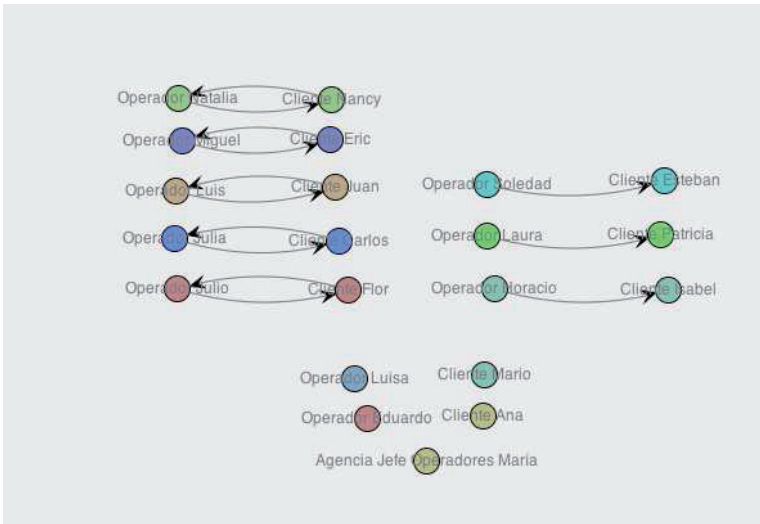 Operador Natalia
Cliente Nancy
Operador Miguel
Cliente Eric
Operador Luis
Cliente Juan
Operador Julia
Cliente Carlos
Operador Julio
Cliente Flor
Operador Soledad
Cliente Esteban
Operador Laura
Cliente Patricia
Operador Horacio
Cliente Isabel
Operador Luisa
Cliente Mario
Operador Eduardo
Cliente Ana
Agencia Jefe Operadores Maria